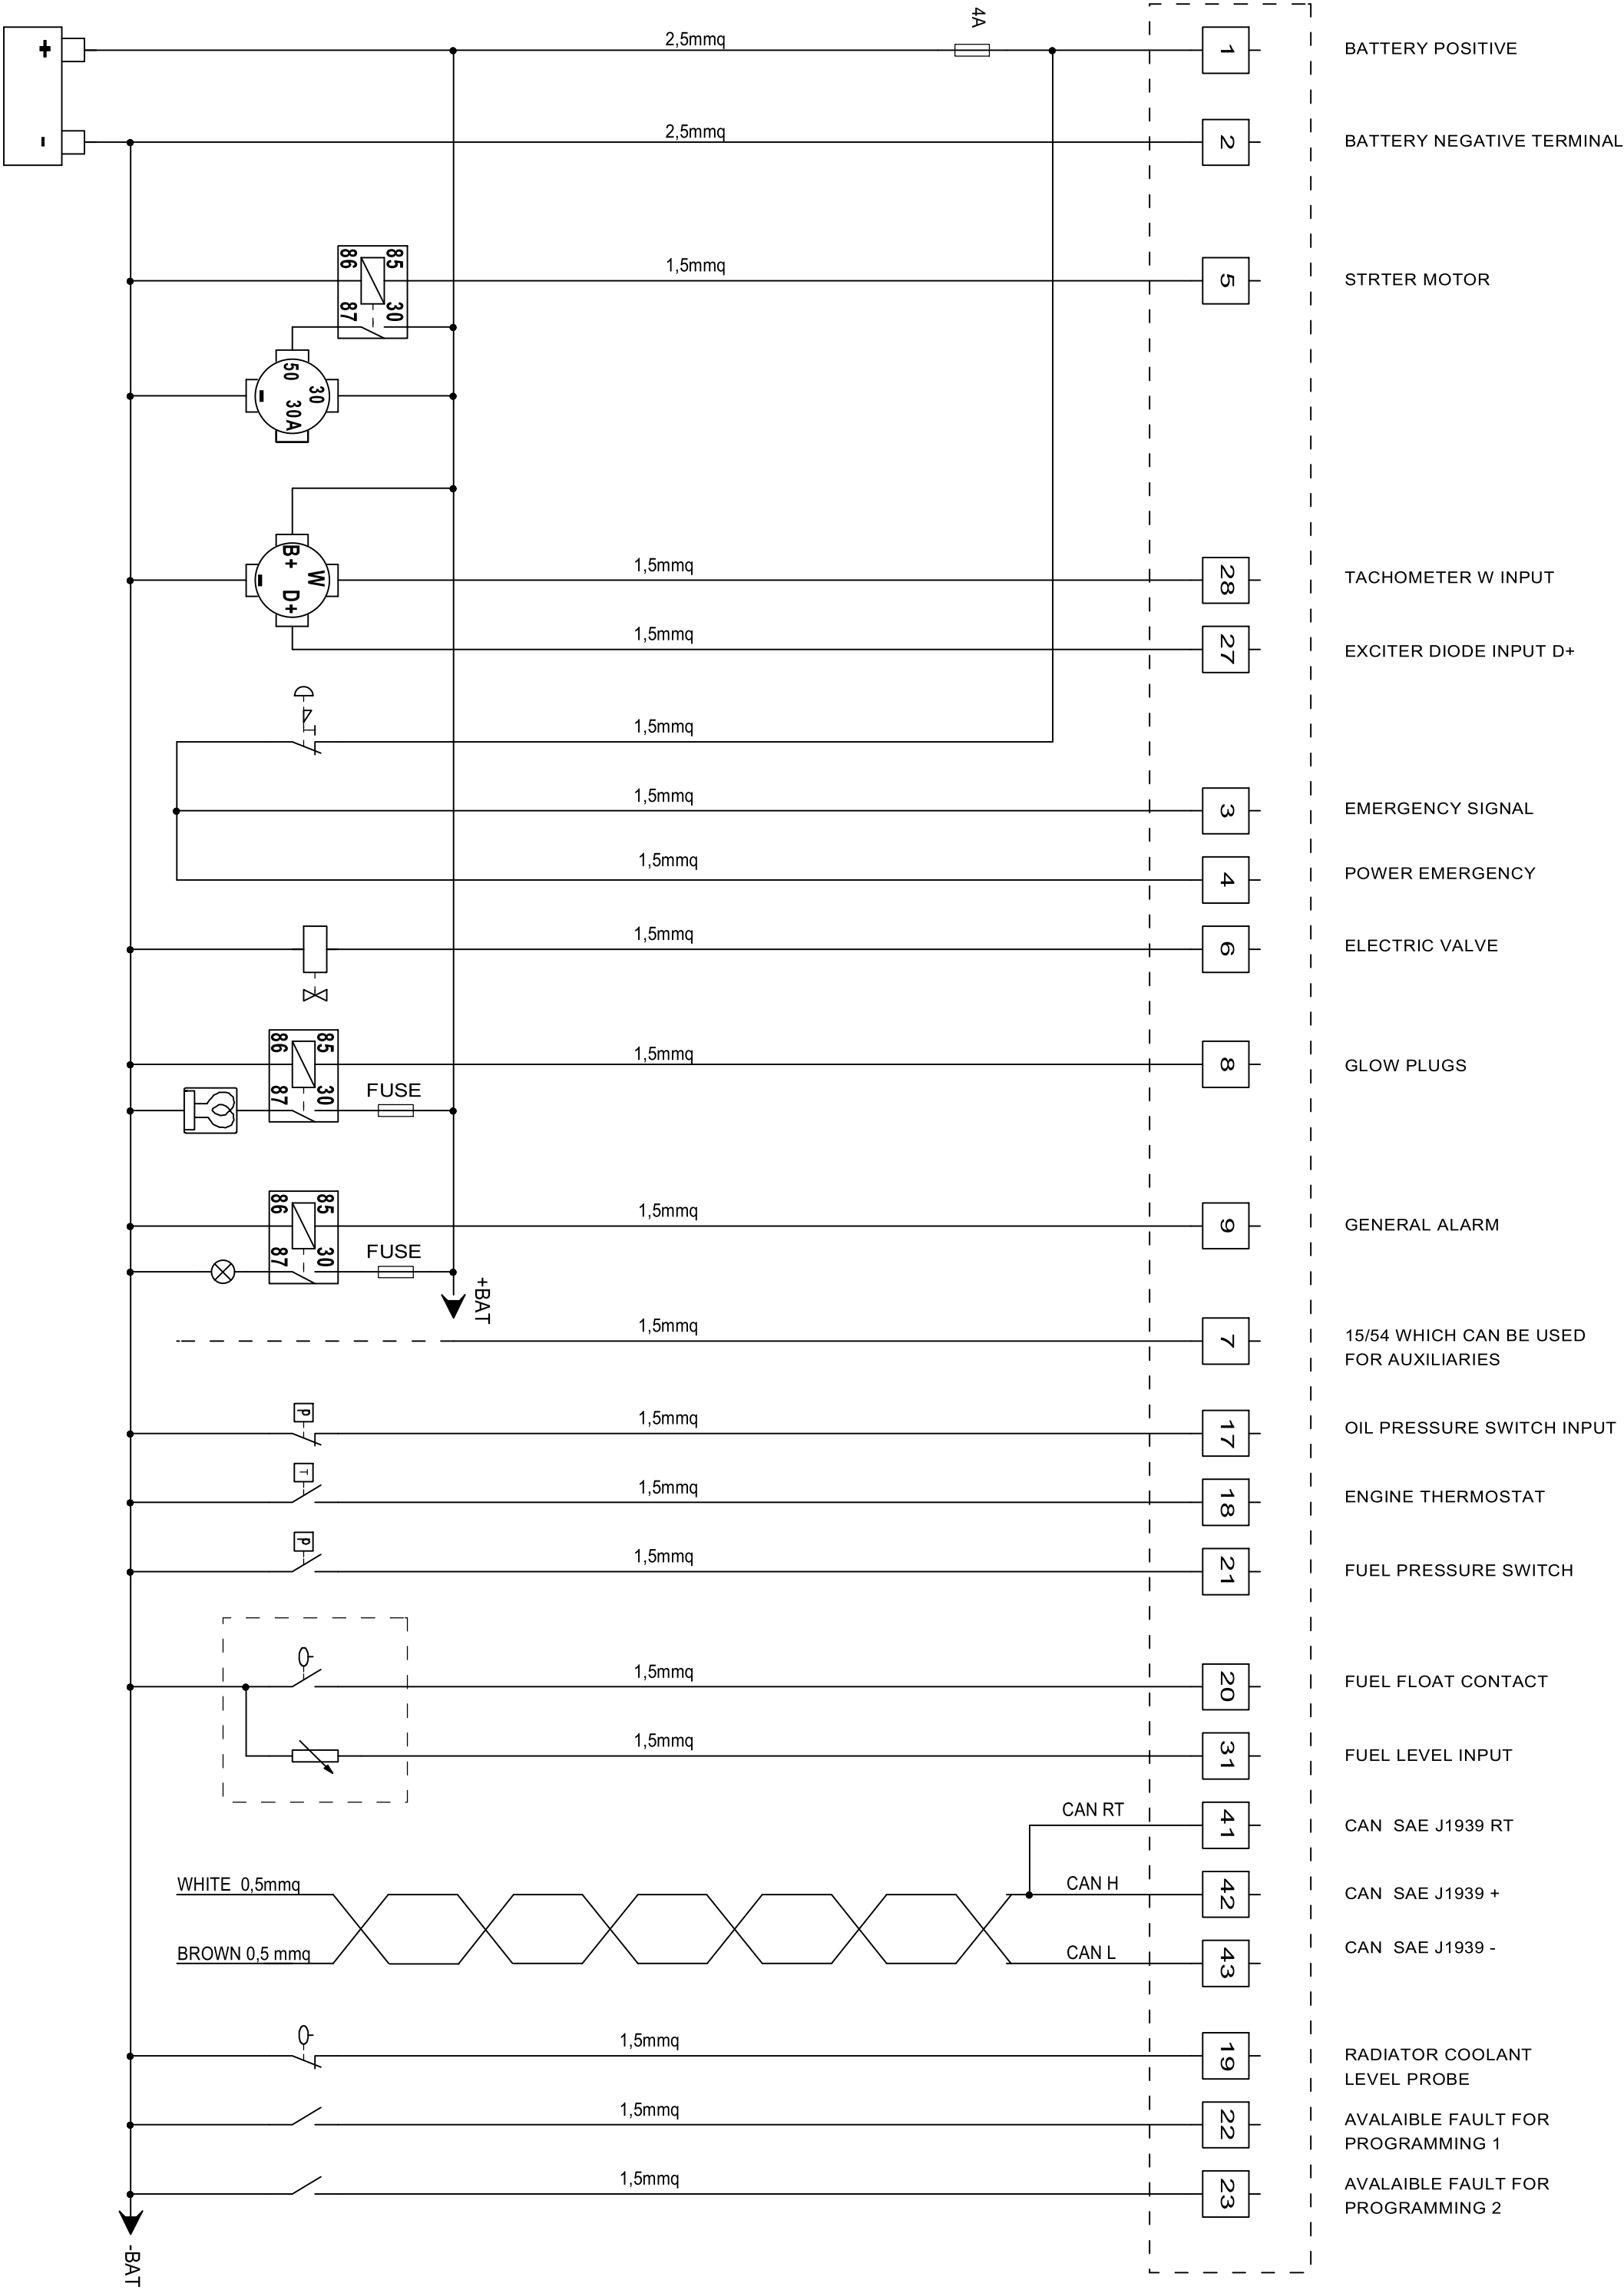 4A
+
2,5mmq
1
BATTERY POSITIVE
-
2,5mmq
2
BATTERY NEGATIVE TERMINAL
86 85
87 30
1,5mmq
5
STRTER MOTOR
50
30
-
30A
B+
W
-
D+
1,5mmq
28
TACHOMETER W INPUT
1,5mmq
27
EXCITER DIODE INPUT D+
1,5mmq
1,5mmq
3
EMERGENCY SIGNAL
1,5mmq
4
POWER EMERGENCY
1,5mmq
6
ELECTRIC VALVE
86 85
87 30
1,5mmq
8
GLOW PLUGS
FUSE
86 85
87 30
1,5mmq
9
GENERAL ALARM
FUSE
+BAT
1,5mmq
7
15/54 WHICH CAN BE USED
FOR AUXILIARIES
P
1,5mmq
17
OIL PRESSURE SWITCH INPUT
T
1,5mmq
18
ENGINE THERMOSTAT
P
1,5mmq
21
FUEL PRESSURE SWITCH
1,5mmq
20
FUEL FLOAT CONTACT
1,5mmq
31
FUEL LEVEL INPUT
CAN RT
41
CAN SAE J1939 RT
WHITE 0,5mmq
CAN H
42
CAN SAE J1939 +
BROWN 0,5 mmq
CAN L
43
CAN SAE J1939 -
1,5mmq
19
RADIATOR COOLANT
LEVEL PROBE
1,5mmq
22
AVALAIBLE FAULT FOR
PROGRAMMING 1
1,5mmq
23
AVALAIBLE FAULT FOR
PROGRAMMING 2
-BAT